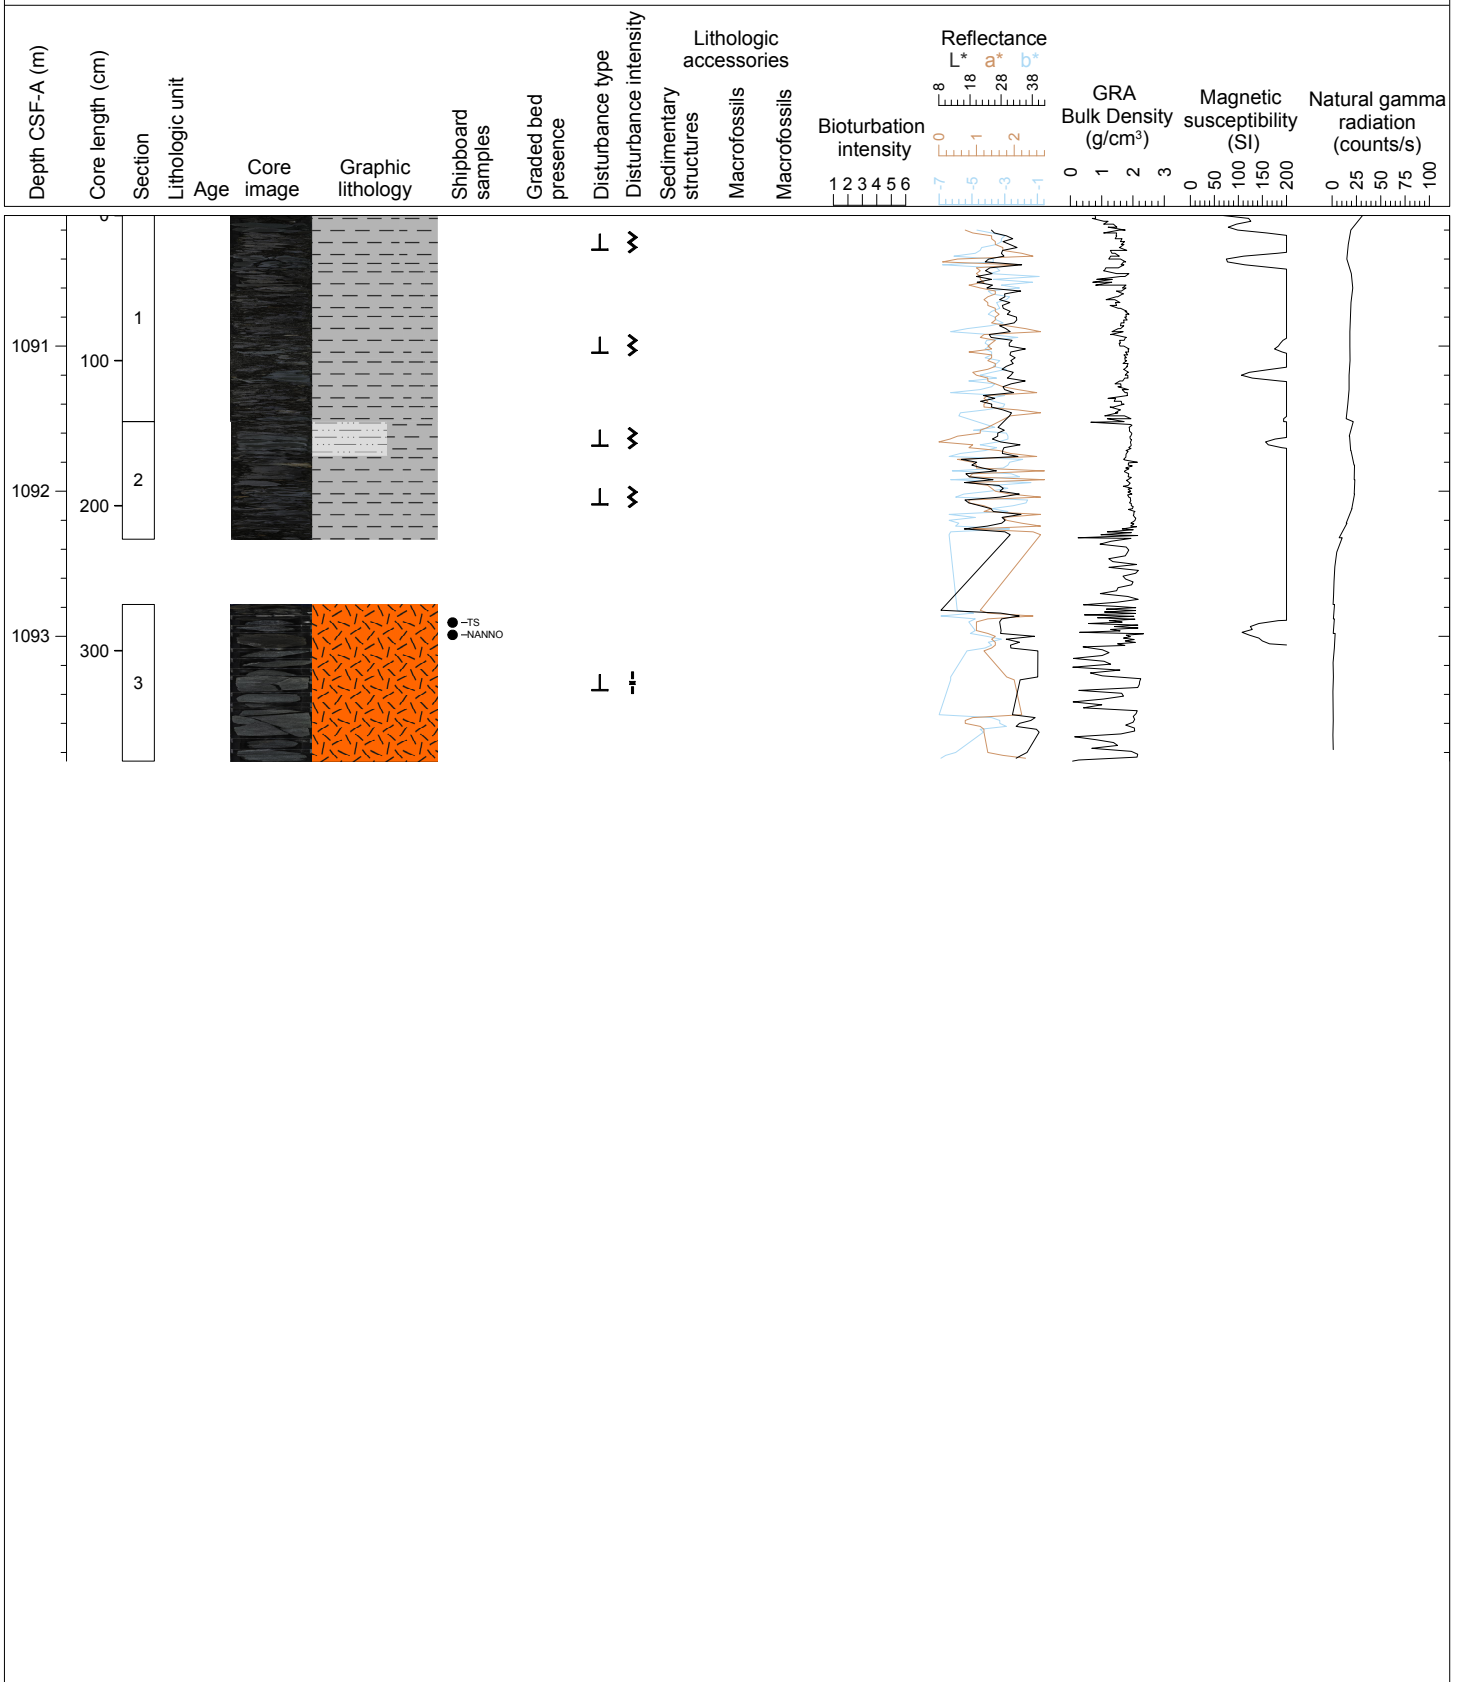 Depth CSF-A (m)
Core length (cm)
Section
Lithologic unit
Age
Core
image
Graphic
lithology
Shipboard
samples
Graded bed
presence
Disturbance type
Disturbance intensity
Lithologic
accessories
Sedimentary
structures
Macrofossils
Macrofossils
Bioturbation
intensity
1 2 3 4 5 6
Reflectance
L* a* b*
8 18 28 38
0 1 2
-7 -5 -3 -1
GRA
Bulk Density
(g/cm³)
0 1 2 3
Magnetic
susceptibility
(SI)
0 50 100 150 200
Natural gamma
radiation
(counts/s)
0 25 50 75 100
0
1
1091
100
2
1092
200
TS
NANNO
1093
300
3